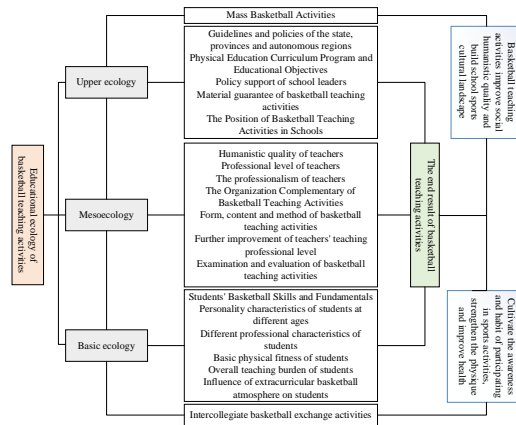 Mass Basketball Activities
Guidelines and policies of the state,
provinces and autonomous regions
Physical Education Curriculum Program and
Educational Objectives
Policy support of school leaders
Material guarantee of basketball teaching
activities
The Position of Basketball Teaching
Activities in Schools
Upper ecology
Humanistic quality of teachers
Professional level of teachers
The professionalism of teachers
The Organization Complementary of
Basketball Teaching Activities
Form, content and method of basketball
teaching activities
Further improvement of teachers' teaching
professional level
Examination and evaluation of basketball
teaching activities
Mesoecology
Educational ecology of
basketball teaching activities
Students' Basketball Skills and Fundamentals
Personality characteristics of students at
different ages
Different professional characteristics of
students
Basic physical fitness of students
Overall teaching burden of students
Influence of extracurricular basketball
atmosphere on students
Basic ecology
Intercollegiate basketball exchange activities
The end result of basketball
teaching activities
Basketball teaching
activities improve social
humanistic quality and
build school sports
cultural landscape
Cultivate the awareness
and habit of participating
in sports activities,
strengthen the physique
and improve health